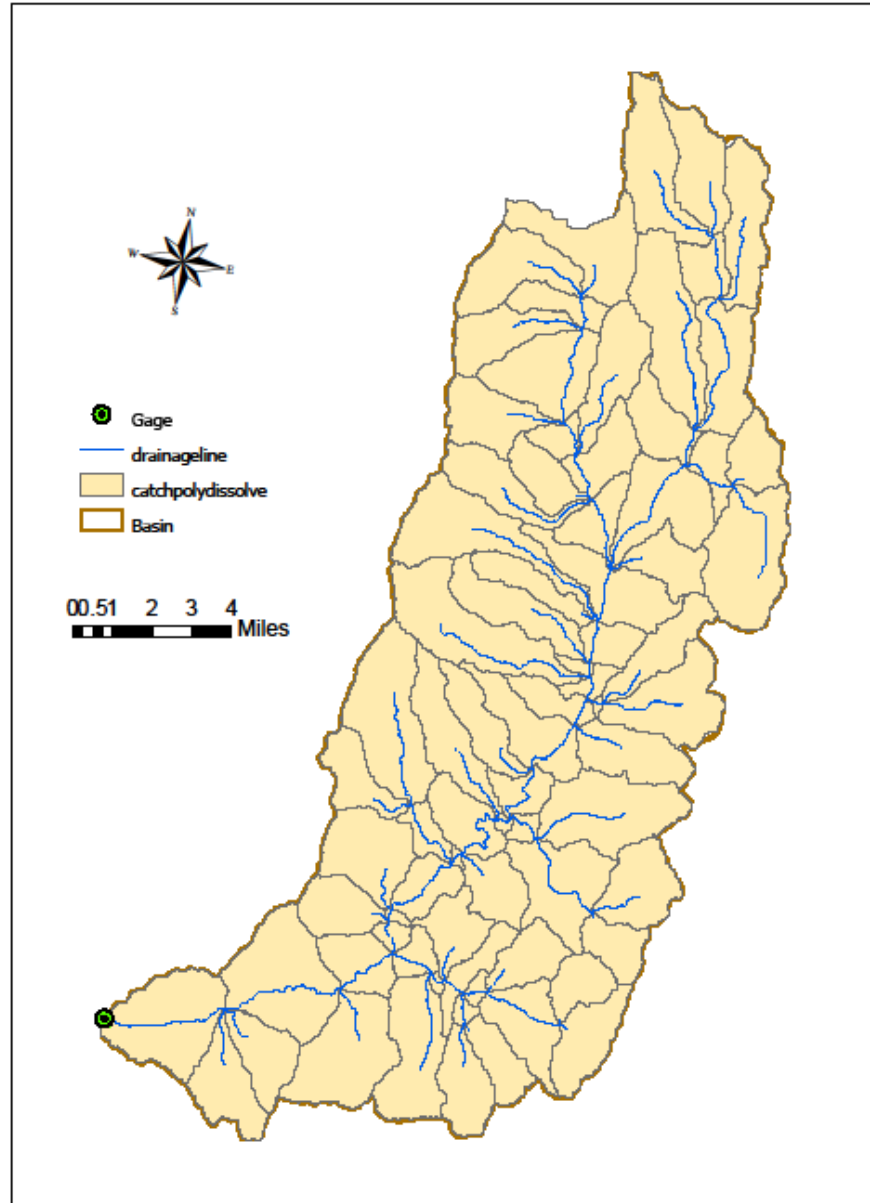 N
W
E
S
Gage
drainageline
catchpolydissolve
Basin
00.51 2 3 4
Miles